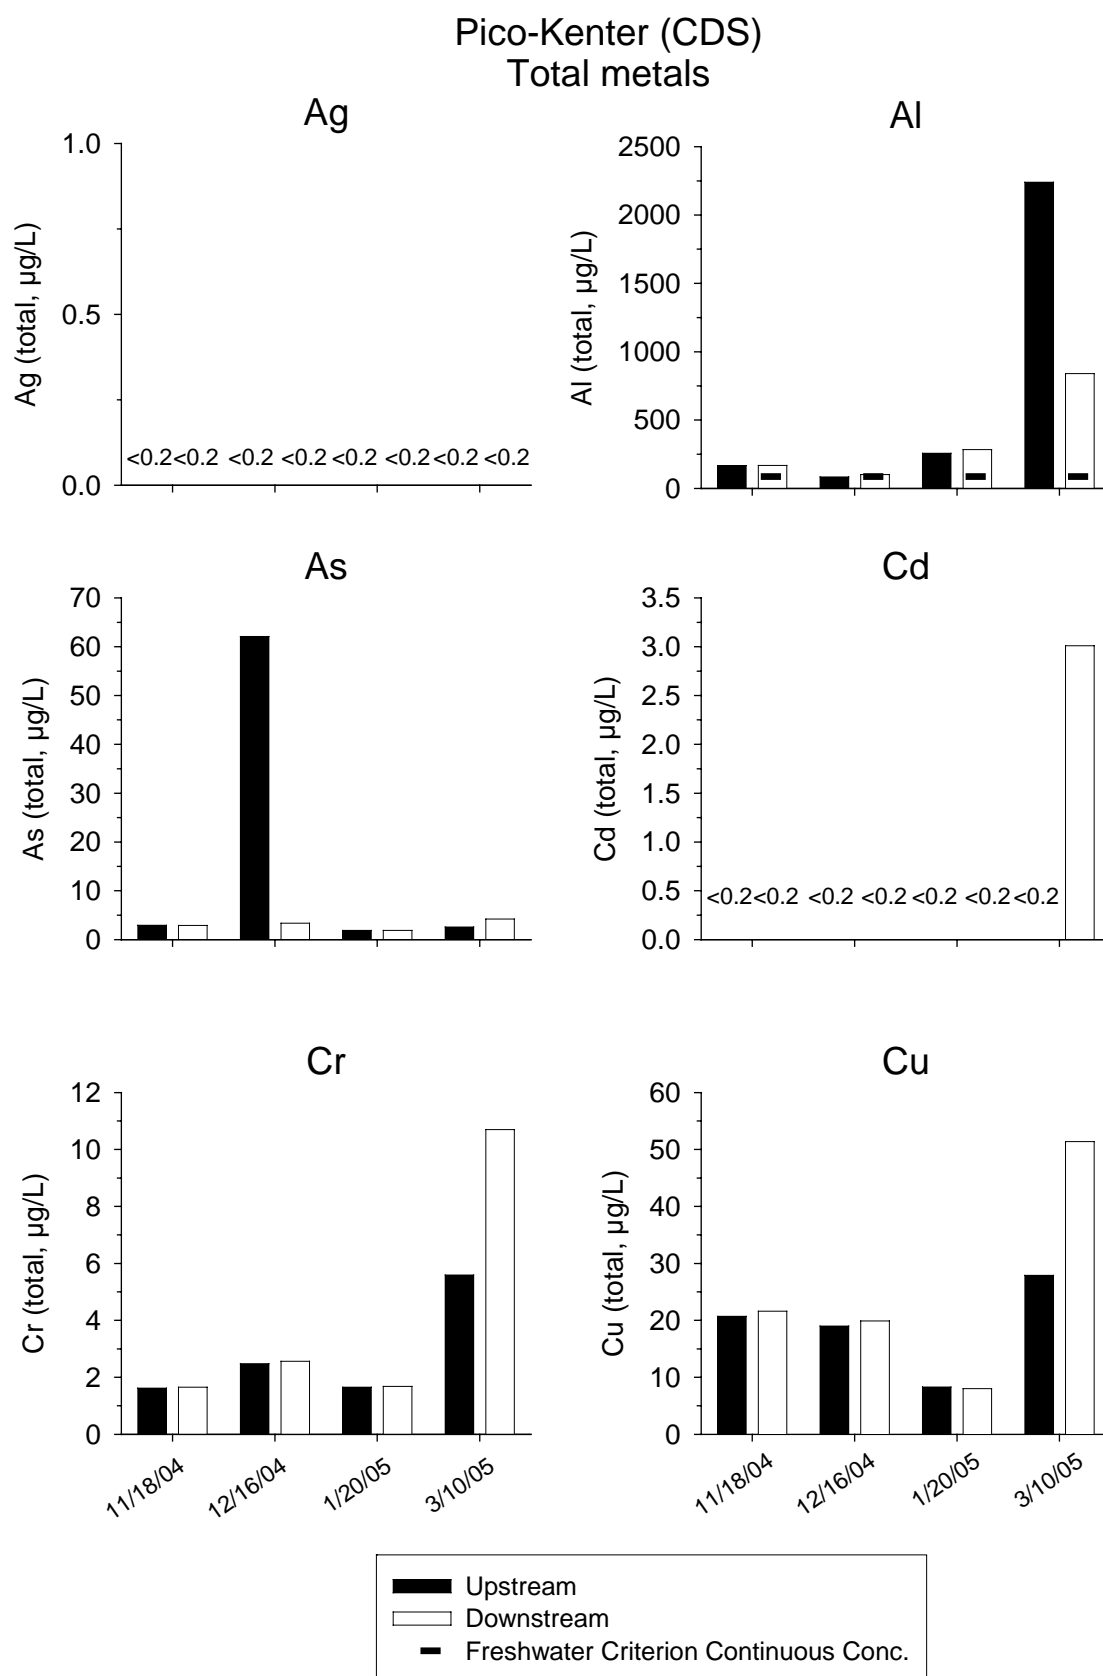 Pico-Kenter (CDS)
Total metals
Ag
Ag (total, µg/L)
1.0
0.5
0.0
<0.2 <0.2 <0.2 <0.2 <0.2 <0.2 <0.2 <0.2
Al
Al (total, µg/L)
2500
2000
1500
1000
500
0
As
As (total, µg/L)
70
60
50
40
30
20
10
0
Cd
Cd (total, µg/L)
3.5
3.0
2.5
2.0
1.5
1.0
0.5
0.0
<0.2 <0.2 <0.2 <0.2 <0.2 <0.2 <0.2
Cr
Cr (total, µg/L)
12
10
8
6
4
2
0
11/18/04
12/16/04
1/20/05
3/10/05
Cu
Cu (total, µg/L)
60
50
40
30
20
10
0
11/18/04
12/16/04
1/20/05
3/10/05
Upstream
Downstream
Freshwater Criterion Continuous Conc.